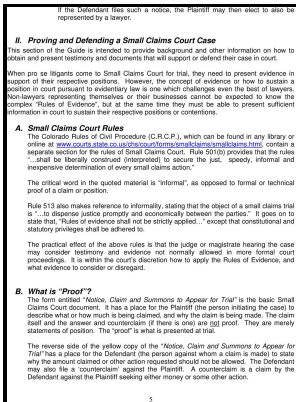 If the Defendant files such a notice, the Plaintiff may then elect to also be
represented by a lawyer.
II. Proving and Defending a Small Claims Court Case
This section of the Guide is intended to provide background and other information on how to
obtain and present testimony and documents that will support or defend their case in court.
When pro se litigants come to Small Claims Court for trial, they need to present evidence in
support of their respective positions. However, the concept of evidence or how to sustain a
position in court pursuant to evidentiary law is one which challenges even the best of lawyers.
Non-lawyers representing themselves or their businesses cannot be expected to know the
complex "Rules of Evidence", but at the same time they must be able to present sufficient
information in court to sustain their respective positions or contentions.
A. Small Claims Court Rules
The Colorado Rules of Civil Procedure (C.R.C.P.), which can be found in any library or
online at www.courts.state.co.us/chs/court/forms/smallclaims/smallclaims.html, contain a
separate section for the rules of Small Claims Court. Rule 501(b) provides that the rules
"...shall be liberally construed (interpreted) to secure the just, speedy, informal and
inexpensive determination of every small claims action."
The critical word in the quoted material is "informal", as opposed to formal or technical
proof of a claim or position.
Rule 513 also makes reference to informality, stating that the object of a small claims trial
is "...to dispense justice promptly and economically between the parties." It goes on to
state that, "Rules of evidence shall not be strictly applied..." except that constitutional and
statutory privileges shall be adhered to.
The practical effect of the above rules is that the judge or magistrate hearing the case
may consider testimony and evidence not normally allowed in more formal court
proceedings. It is within the court's discretion how to apply the Rules of Evidence, and
what evidence to consider or disregard.
B. What is "Proof"?
The form entitled "Notice, Claim and Summons to Appear for Trial" is the basic Small
Claims Court document. It has a place for the Plaintiff (the person initiating the case) to
describe what or how much is being claimed, and why the claim is being made. The claim
itself and the answer and counterclaim (if there is one) are not proof. They are merely
statements of position. The "proof" is what is presented at trial.
The reverse side of the yellow copy of the "Notice, Claim and Summons to Appear for
Trial" has a place for the Defendant (the person against whom a claim is made) to state
why the amount claimed or other action requested should not be allowed. The Defendant
may also file a 'counterclaim' against the Plaintiff. A counterclaim is a claim by the
Defendant against the Plaintiff seeking either money or some other action.
5